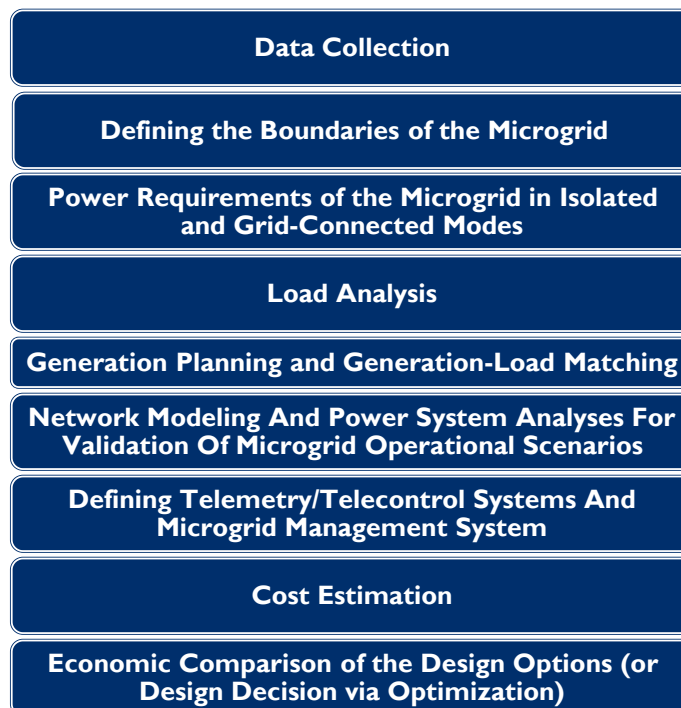 Data Collection
Defining the Boundaries of the Microgrid
Power Requirements of the Microgrid in Isolated
and Grid-Connected Modes
Load Analysis
Generation Planning and Generation-Load Matching
Network Modeling And Power System Analyses For
Validation Of Microgrid Operational Scenarios
Defining Telemetry/Telecontrol Systems And
Microgrid Management System
Cost Estimation
Economic Comparison of the Design Options (or
Design Decision via Optimization)